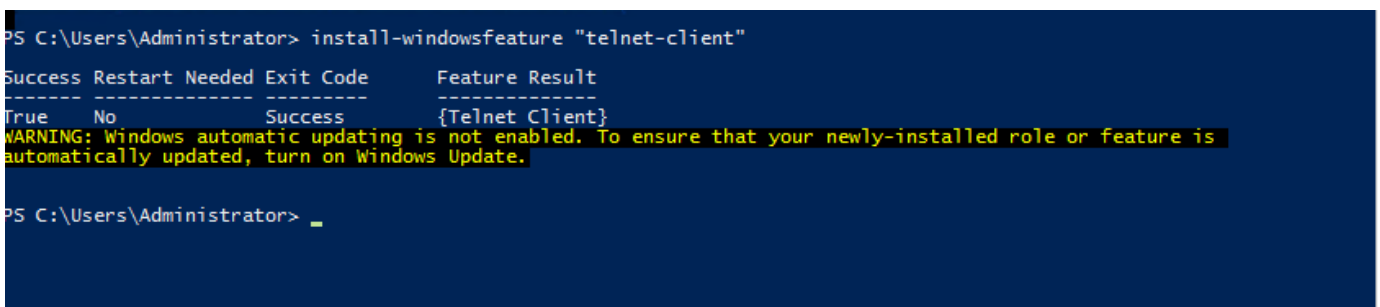 PS C:\Users\Administrator> install-windowsfeature "telnet-client"
Success Restart Needed Exit Code      Feature Result
------- -------------- ---------      --------------
True    No             Success        {Telnet Client}
WARNING: Windows automatic updating is not enabled. To ensure that your newly-installed role or feature is
automatically updated, turn on Windows Update.
PS C:\Users\Administrator> _